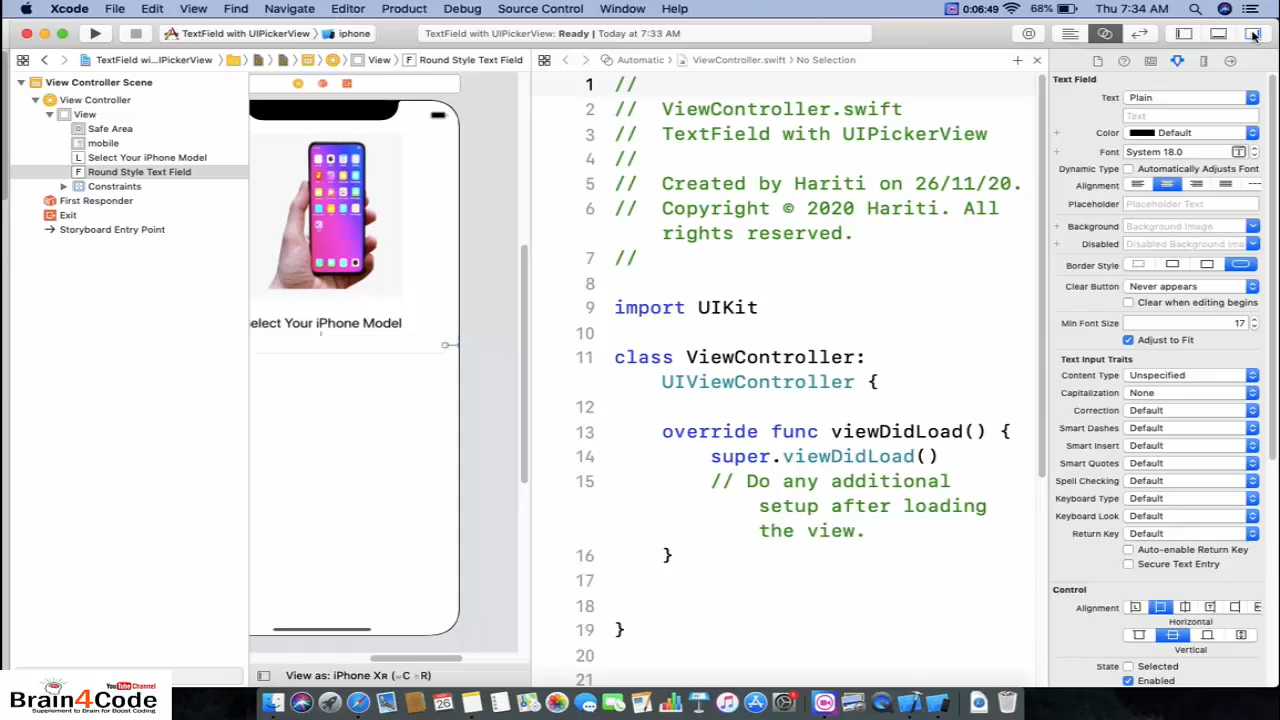 Xcode File Edit View Find Navigate Editor Product Debug Source Control Window Help 0:06:49 68% Thu 7:34 AM
TextField with UIPickerView iphone TextField with UIPickerView: Ready | Today at 7:33 AM
TextField wi...IPickerView View F Round Style Text Field Automatic ViewController.swift No Selection
View Controller Scene
View Controller
View
Safe Area
mobile
L Select Your iPhone Model
F Round Style Text Field
Constraints
First Responder
Exit
Storyboard Entry Point
elect Your iPhone Model
View as: iPhone XR (wC hR)
1 //
2 // ViewController.swift
3 // TextField with UIPickerView
4 //
5 // Created by Hariti on 26/11/20.
6 // Copyright © 2020 Hariti. All
rights reserved.
7 //
8
9 import UIKit
10
11 class ViewController:
UIViewController {
12
13 override func viewDidLoad() {
14 super.viewDidLoad()
15 // Do any additional
setup after loading
the view.
16 }
17
18
19 }
20
21
Text Field
Text Plain
Text
Color Default
Font System 18.0 T
Dynamic Type Automatically Adjusts Font
Alignment
Placeholder Placeholder Text
Background Background Image
Disabled Disabled Background Ima
Border Style
Clear Button Never appears
Clear when editing begins
Min Font Size 17
Adjust to Fit
Text Input Traits
Content Type Unspecified
Capitalization None
Correction Default
Smart Dashes Default
Smart Insert Default
Smart Quotes Default
Spell Checking Default
Keyboard Type Default
Keyboard Look Default
Return Key Default
Auto-enable Return Key
Secure Text Entry
Control
Alignment
Horizontal
Vertical
State Selected
Enabled
YouTube Channel
Brain4Code
Supplement to Brain for Boost Coding
26